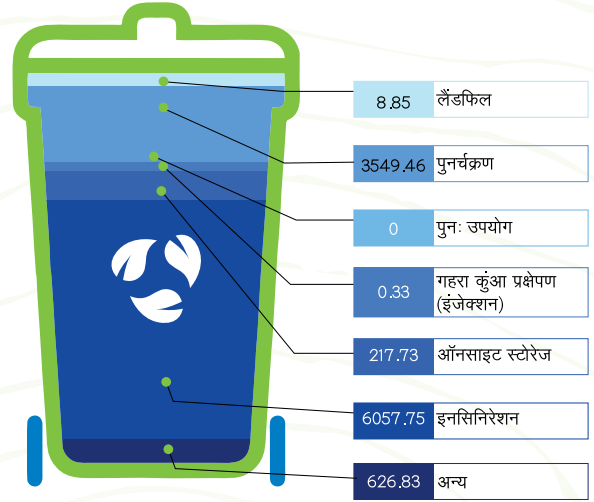 8.85 लैंडफिल
3549.46 पुनर्चक्रण
0 पुनः उपयोग
0.33 गहरा कुंआ प्रक्षेपण
(इंजेक्शन)
217.73 ऑनसाइट स्टोरेज
6057.75 इनसिनिरेशन
626.83 अन्य